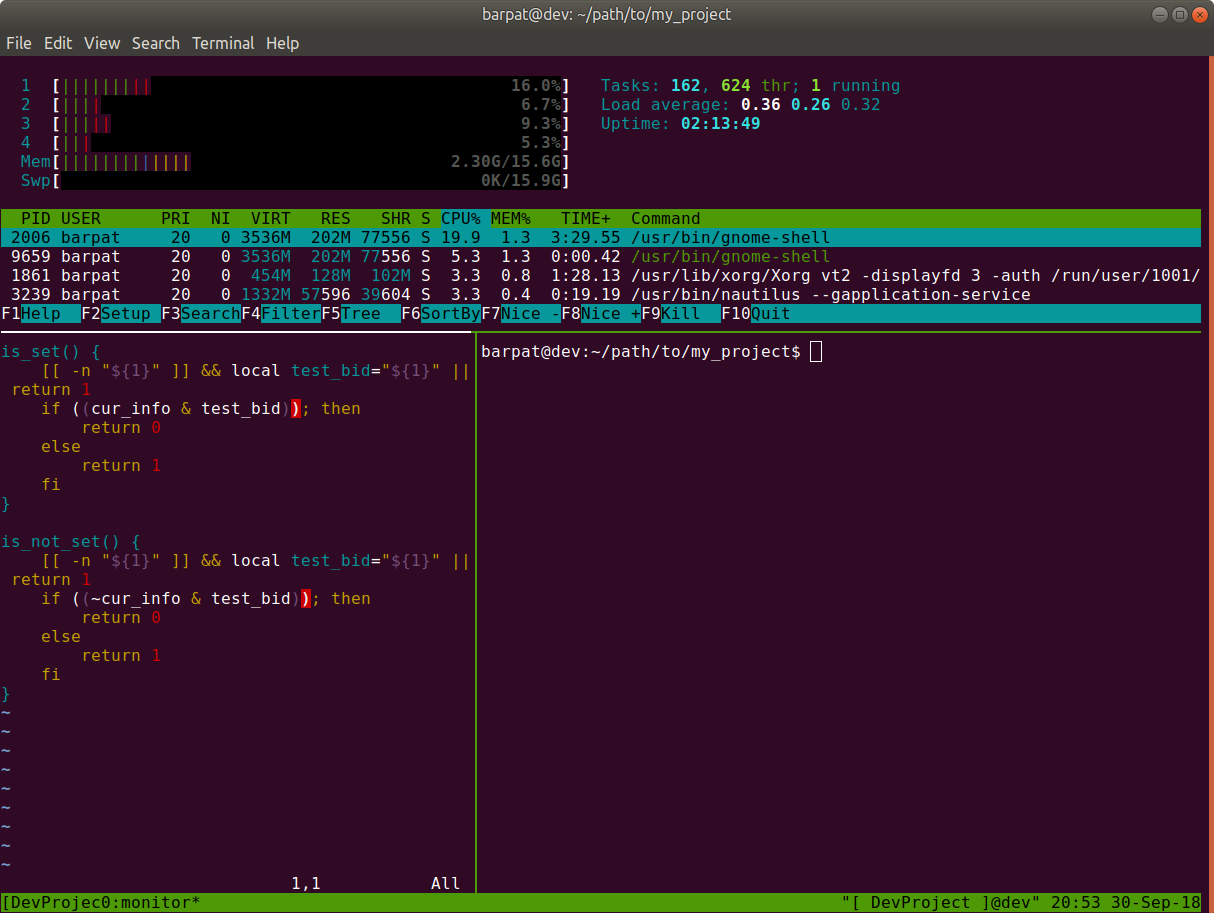 barpat@dev: ~/path/to/my_project
File Edit View Search Terminal Help
1 [|||||||||| 16.0%] Tasks: 162, 624 thr; 1 running
2 [|||| 6.7%] Load average: 0.36 0.26 0.32
3 [||||| 9.3%] Uptime: 02:13:49
4 [||| 5.3%]
Mem[||||||||||||| 2.30G/15.6G]
Swp[ 0K/15.9G]
PID USER PRI NI VIRT RES SHR S CPU% MEM% TIME+ Command
2006 barpat 20 0 3536M 202M 77556 S 19.9 1.3 3:29.55 /usr/bin/gnome-shell
9659 barpat 20 0 3536M 202M 77556 S 5.3 1.3 0:00.42 /usr/bin/gnome-shell
1861 barpat 20 0 454M 128M 102M S 3.3 0.8 1:28.13 /usr/lib/xorg/Xorg vt2 -displayfd 3 -auth /run/user/1001/
3239 barpat 20 0 1332M 57596 39604 S 3.3 0.4 0:19.19 /usr/bin/nautilus --gapplication-service
F1Help F2Setup F3SearchF4FilterF5Tree F6SortByF7Nice -F8Nice +F9Kill F10Quit
is_set() {
[[ -n "${1}" ]] && local test_bid="${1}" ||
return 1
if ((cur_info & test_bid)); then
return 0
else
return 1
fi
}
is_not_set() {
[[ -n "${1}" ]] && local test_bid="${1}" ||
return 1
if ((~cur_info & test_bid)); then
return 0
else
return 1
fi
}
~
~
~
~
~
~
~
~
~
1,1 All
barpat@dev:~/path/to/my_project$
[DevProjec0:monitor* "[ DevProject ]@dev" 20:53 30-Sep-18